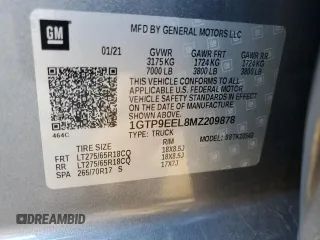 GM
MFD BY GENERAL MOTORS LLC
01/21 GVWR GAWR FRT GAWR RR
3175 KG 1724 KG 1724 KG
7000 LB 3800 LB 3800 LB
THIS VEHICLE CONFORMS TO ALL
APPLICABLE U.S. FEDERAL MOTOR
VEHICLE SAFETY STANDARDS IN EFFECT
ON THE DATE OF MANUFACTURE SHOWN
ABOVE.
1GTP9EEL8MZ209878
464C TYPE: TRUCK
TIRE SIZE RIM
FRT LT275/65R18CQ 18X8.5J
RR LT275/65R18CQ 18X8.5J
SPA 265/70R17 S 17X7J